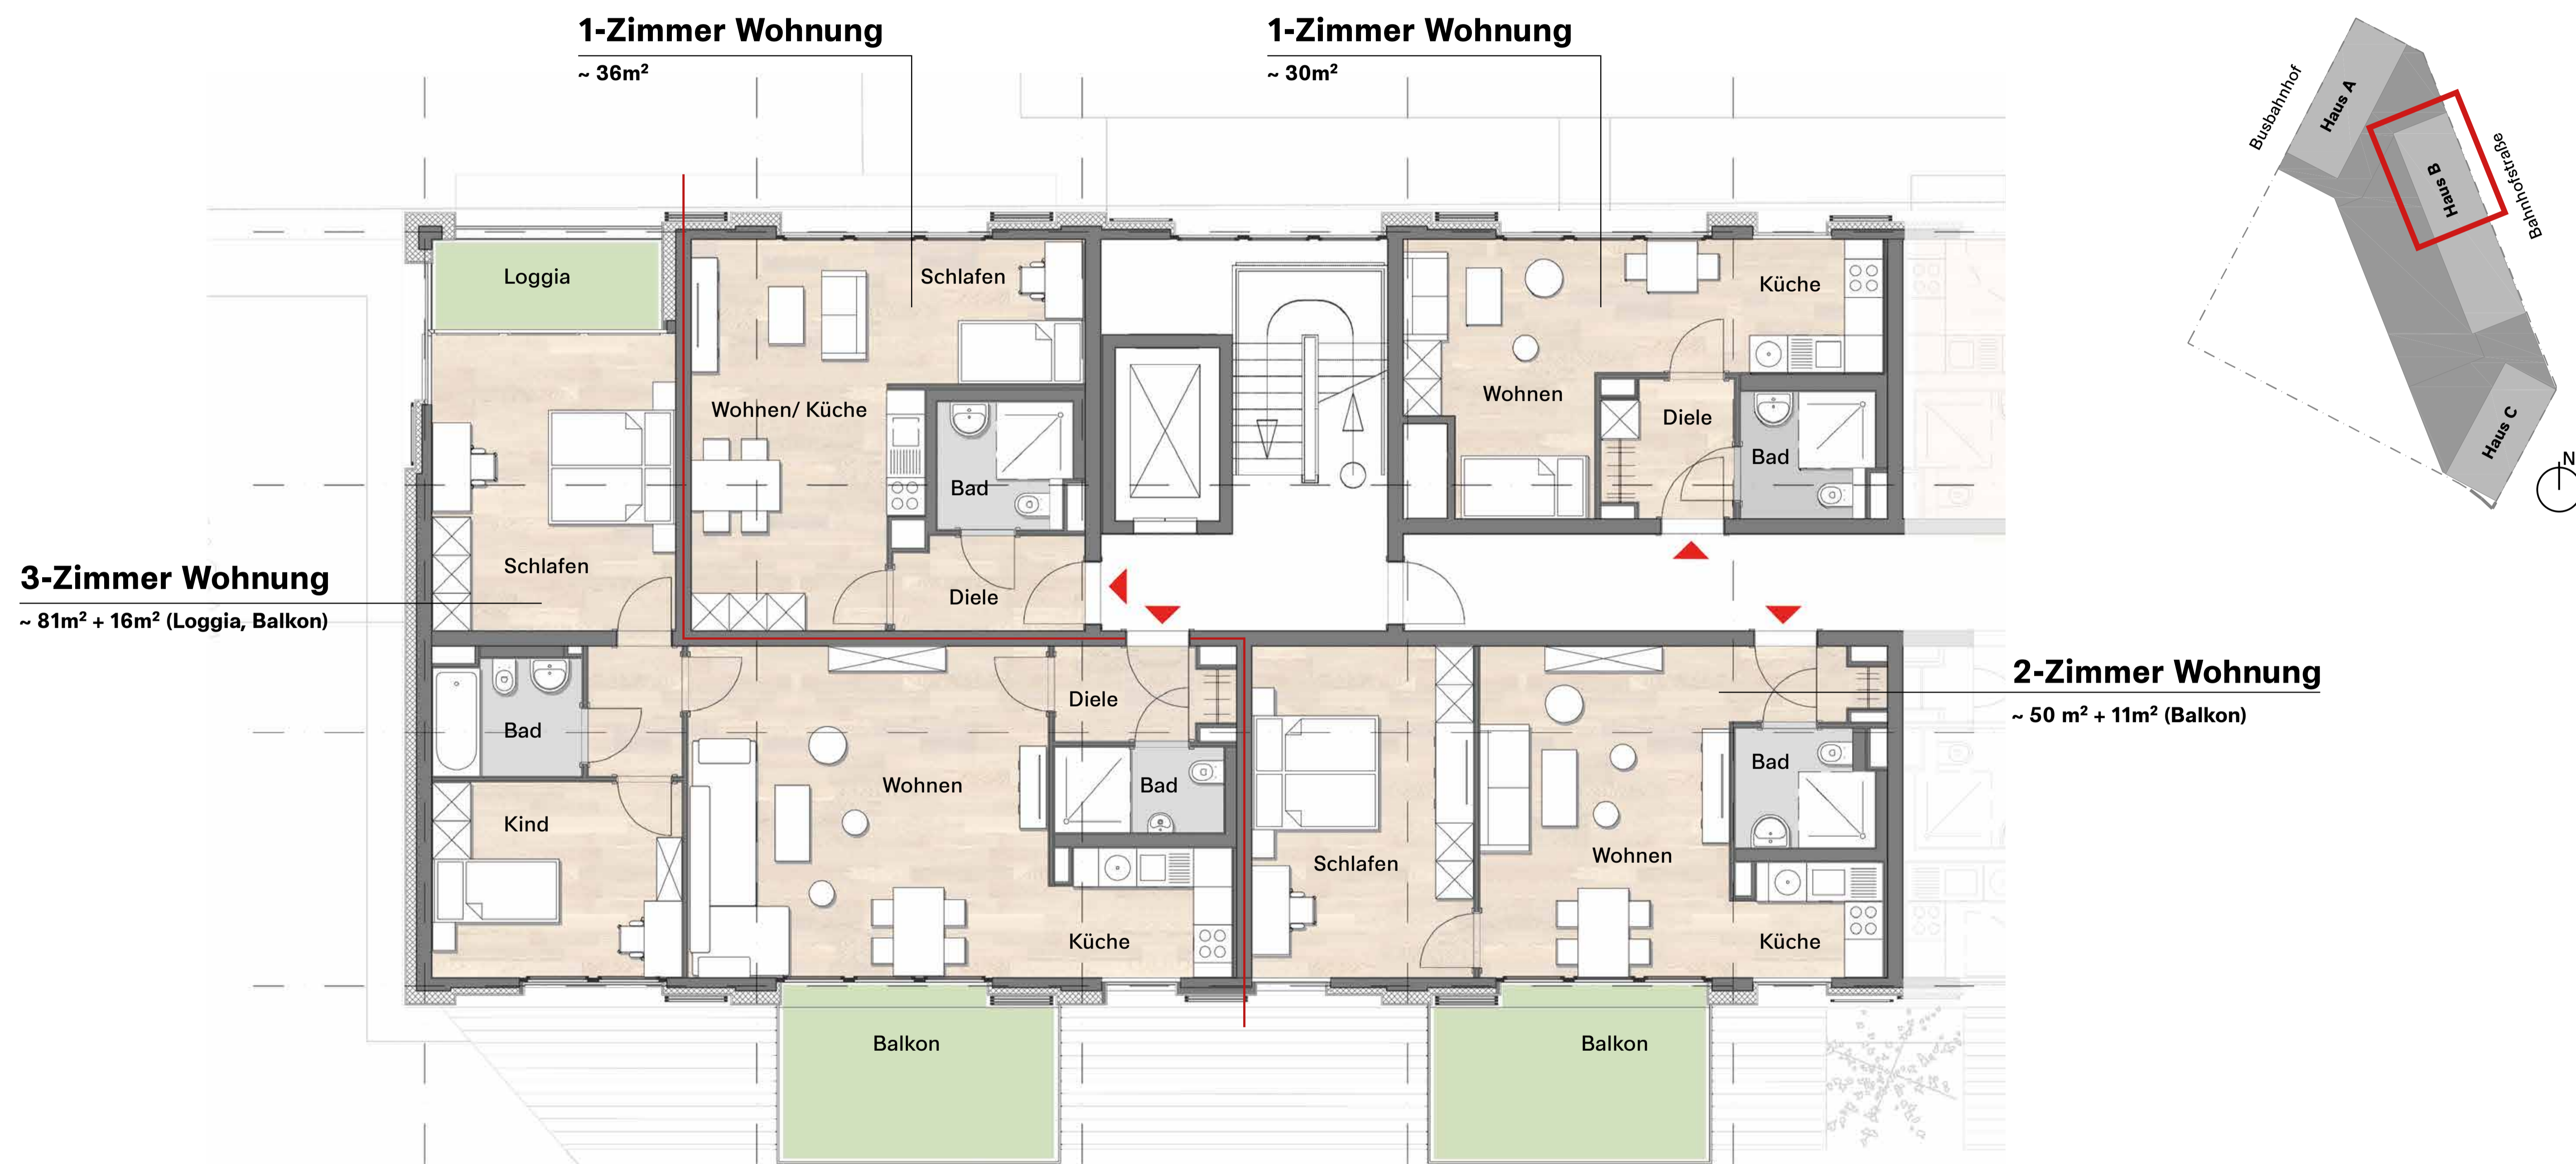 1-Zimmer Wohnung
~ 36m²
1-Zimmer Wohnung
~ 30m²
Busbahnhof
Haus A
Haus B
Bahnhofstraße
Haus C
N
Loggia
Schlafen
Küche
Wohnen/ Küche
Wohnen
Diele
Bad
Bad
Schlafen
Diele
3-Zimmer Wohnung
~ 81m² + 16m² (Loggia, Balkon)
2-Zimmer Wohnung
~ 50 m² + 11m² (Balkon)
Diele
Bad
Wohnen
Bad
Bad
Kind
Schlafen
Wohnen
Küche
Küche
Balkon
Balkon